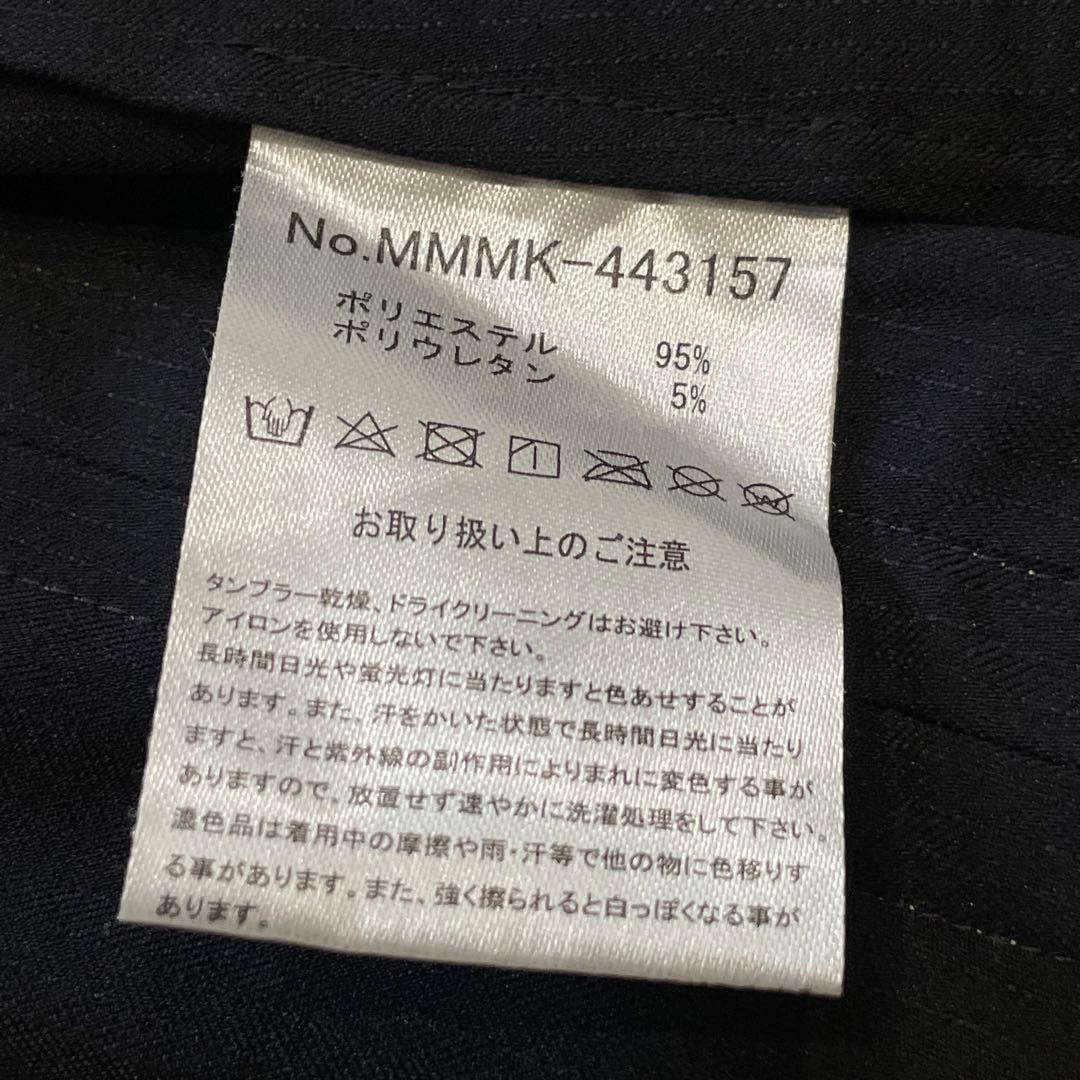 No.MMMK-443157
ポリエステル 95%
ポリウレタン 5%
お取り扱い上のご注意
タンブラー乾燥、ドライクリーニングはお避け下さい。
アイロンを使用しないで下さい。
長時間日光や蛍光灯に当たりますと色あせすることが
あります。また、汗をかいた状態で長時間日光に当たり
ますと、汗と紫外線の副作用によりまれに変色する事が
ありますので、放置せず速やかに洗濯処理をして下さい。
濃色品は着用中の摩擦や雨・汗等で他の物に色移りす
る事があります。また、強く擦られると白っぽくなる事が
あります。